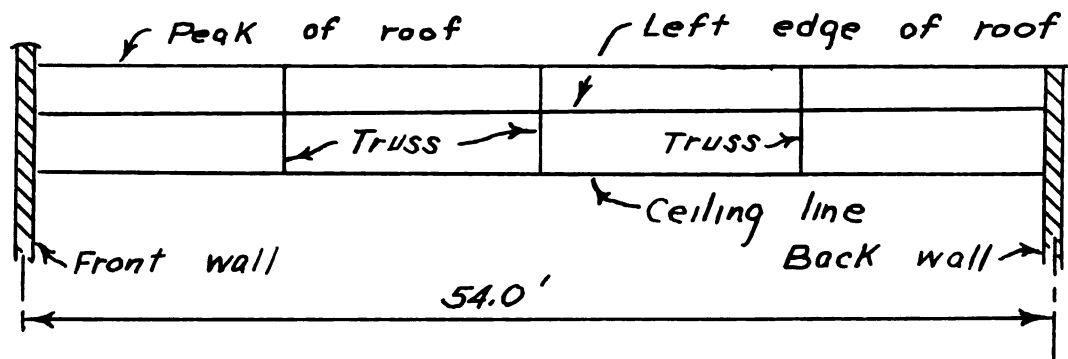 Peak of roof
Left edge of roof
Truss
Truss
Ceiling line
Front wall
Back wall
54.0'